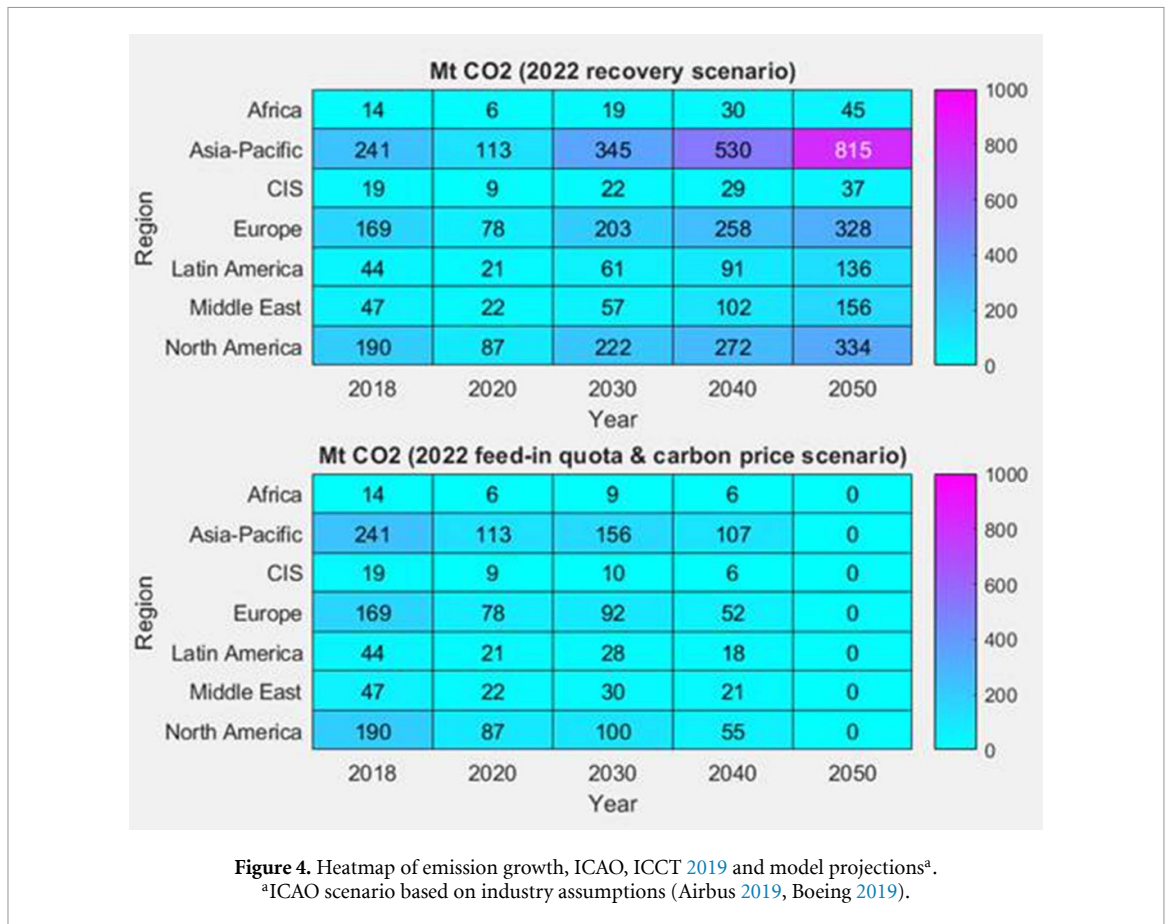 Mt CO2 (2022 recovery scenario)
Region
Africa 14 6 19 30 45
Asia-Pacific 241 113 345 530 815
CIS 19 9 22 29 37
Europe 169 78 203 258 328
Latin America 44 21 61 91 136
Middle East 47 22 57 102 156
North America 190 87 222 272 334
2018 2020 2030 2040 2050
Year
1000
800
600
400
200
0
Mt CO2 (2022 feed-in quota & carbon price scenario)
Region
Africa 14 6 9 6 0
Asia-Pacific 241 113 156 107 0
CIS 19 9 10 6 0
Europe 169 78 92 52 0
Latin America 44 21 28 18 0
Middle East 47 22 30 21 0
North America 190 87 100 55 0
2018 2020 2030 2040 2050
Year
1000
800
600
400
200
0
Figure 4. Heatmap of emission growth, ICAO, ICCT 2019 and model projectionsᵃ.
ᵃICAO scenario based on industry assumptions (Airbus 2019, Boeing 2019).